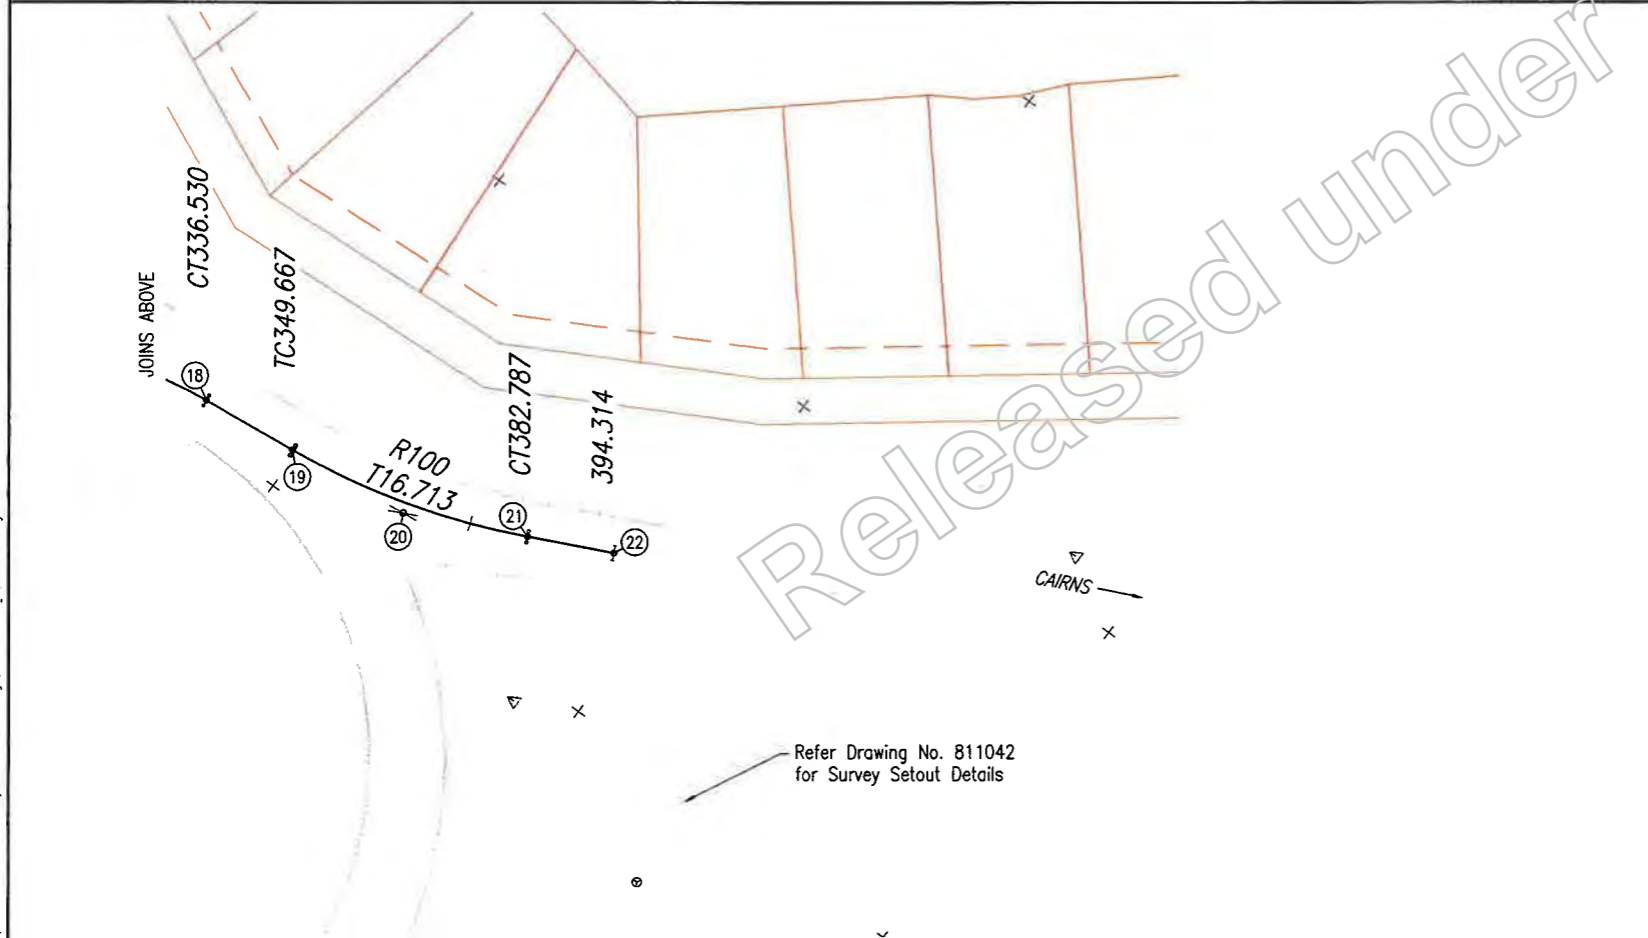 Released under
CT336.530
TC349.667
JOINS ABOVE
18
19
R100
T16.713
CT382.787
394.314
20
21
22
CAIRNS
Refer Drawing No. 811042
for Survey Setout Details